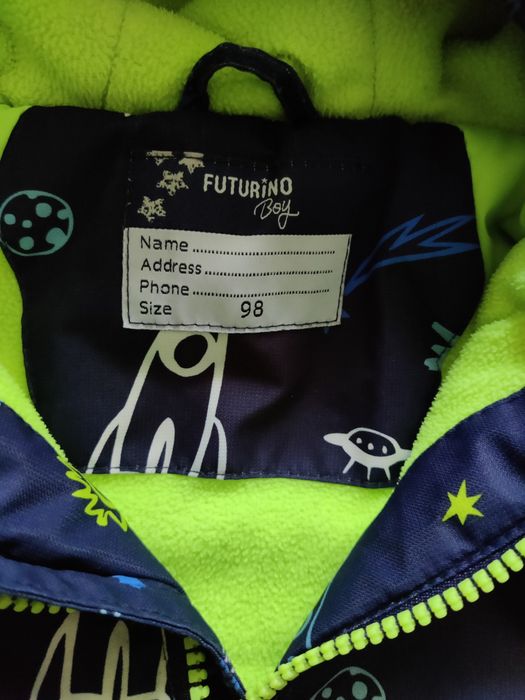 FUTURiNO
Boy
Name..........................................
Address......................................
Phone.........................................
Size 98